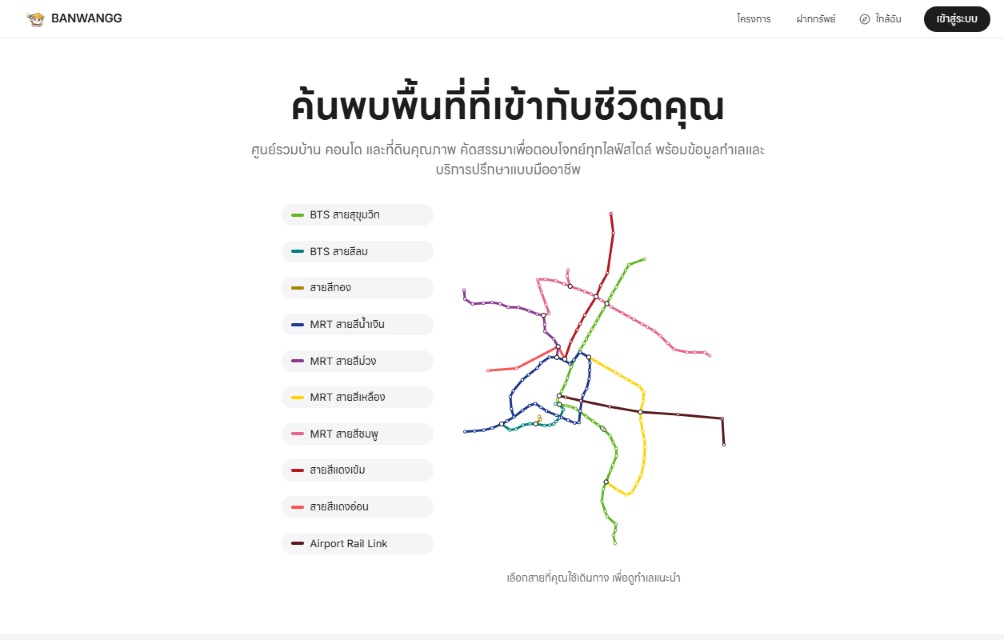 BANWANGG
โครงการ
ฝากทรัพย์
ใกล้ฉัน
เข้าสู่ระบบ
ค้นพบพื้นที่ที่เข้ากับชีวิตคุณ
ศูนย์รวมบ้าน คอนโด และที่ดินคุณภาพ คัดสรรมาเพื่อตอบโจทย์ทุกไลฟ์สไตล์ พร้อมข้อมูลทำเลและ
บริการปรึกษาแบบมืออาชีพ
BTS สายสุขุมวิท
BTS สายสีลม
สายสีทอง
MRT สายสีน้ำเงิน
MRT สายสีม่วง
MRT สายสีเหลือง
MRT สายสีชมพู
สายสีแดงเข้ม
สายสีแดงอ่อน
Airport Rail Link
เลือกสายที่คุณใช้เดินทาง เพื่อดูทำเลแนะนำ